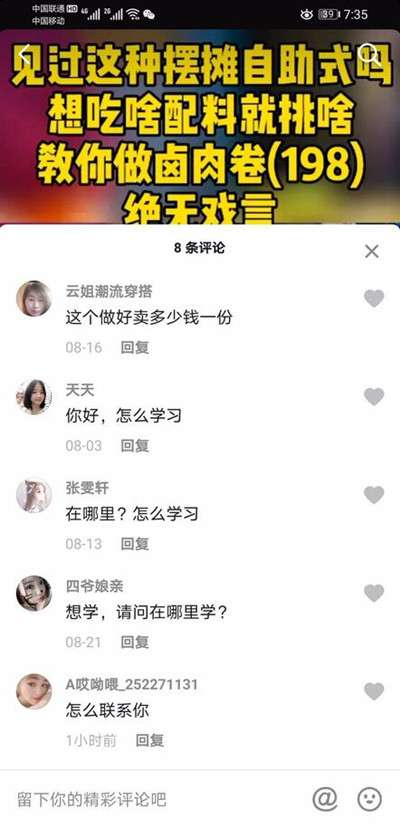 中国联通 HD 4G 2G 39 7:35
中国移动
见过这种摆摊自助式吗
想吃啥配料就挑啥
教你做卤肉卷(198)
绝无戏言
8 条评论
云姐潮流穿搭
这个做好卖多少钱一份
08-16 回复
天天
你好，怎么学习
08-03 回复
张雯轩
在哪里？怎么学习
08-13 回复
四爷娘亲
想学，请问在哪里学？
08-21 回复
A哎呦喂_252271131
怎么联系你
1小时前 回复
留下你的精彩评论吧 @